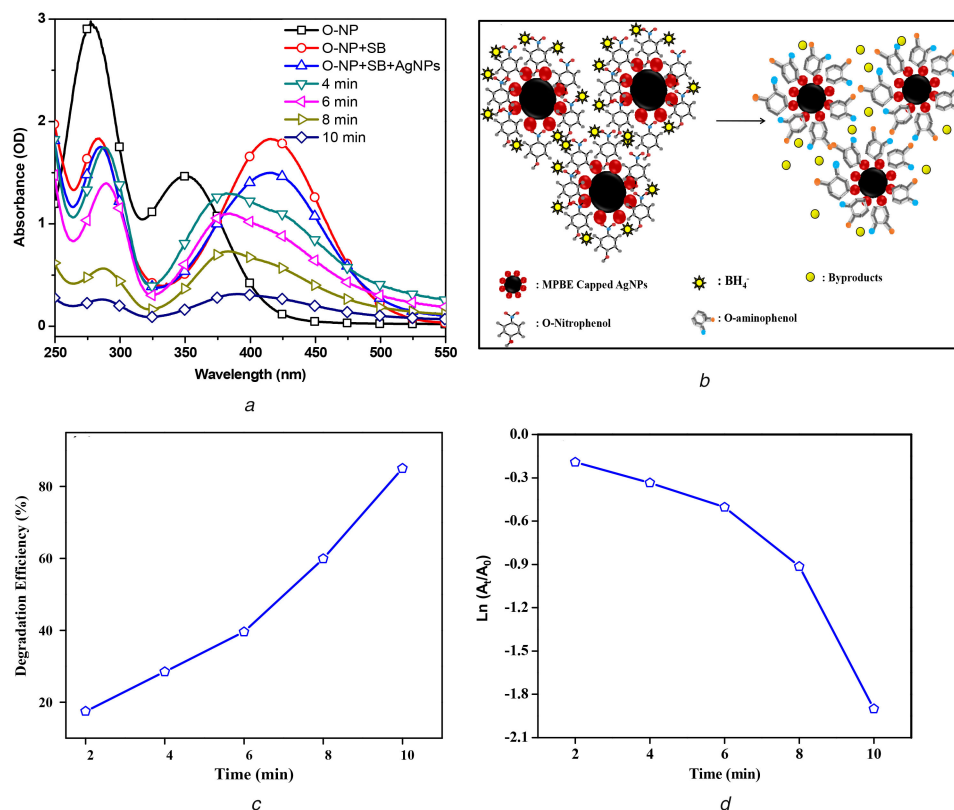 3
2
1
0
Absorbance (OD)
O-NP
O-NP+SB
O-NP+SB+AgNPs
4 min
6 min
8 min
10 min
250 300 350 400 450 500 550
Wavelength (nm)
a
: MPBE Capped AgNPs
: BH4-
: Byproducts
: O-Nitrophenol
: O-aminophenol
b
80
60
40
20
Degradation Efficiency (%)
2 4 6 8 10
Time (min)
c
0.0
-0.3
-0.6
-0.9
-1.2
-1.5
-1.8
-2.1
Ln (At/A0)
2 4 6 8 10
Time (min)
d